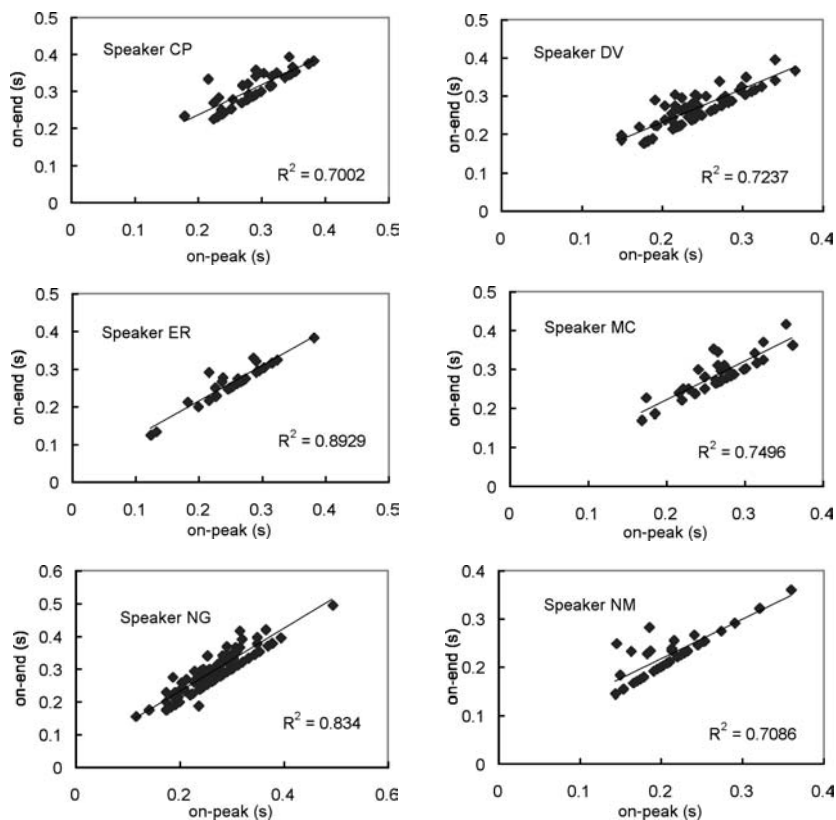 0.5
0.4
0.3
0.2
0.1
0
on-end (s)
Speaker CP
R² = 0.7002
0 0.1 0.2 0.3 0.4 0.5
on-peak (s)
0.5
0.4
0.3
0.2
0.1
0
on-end (s)
Speaker DV
R² = 0.7237
0 0.1 0.2 0.3 0.4
on-peak (s)
0.5
0.4
0.3
0.2
0.1
0
on-end (s)
Speaker ER
R² = 0.8929
0 0.1 0.2 0.3 0.4 0.5
on-peak (s)
0.5
0.4
0.3
0.2
0.1
0
on-end (s)
Speaker MC
R² = 0.7496
0 0.1 0.2 0.3 0.4
on-peak (s)
0.6
0.5
0.4
0.3
0.2
0.1
0
on-end (s)
Speaker NG
R² = 0.834
0 0.2 0.4 0.6
on-peak (s)
0.4
0.3
0.2
0.1
0
on-end (s)
Speaker NM
R² = 0.7086
0 0.1 0.2 0.3 0.4
on-peak (s)